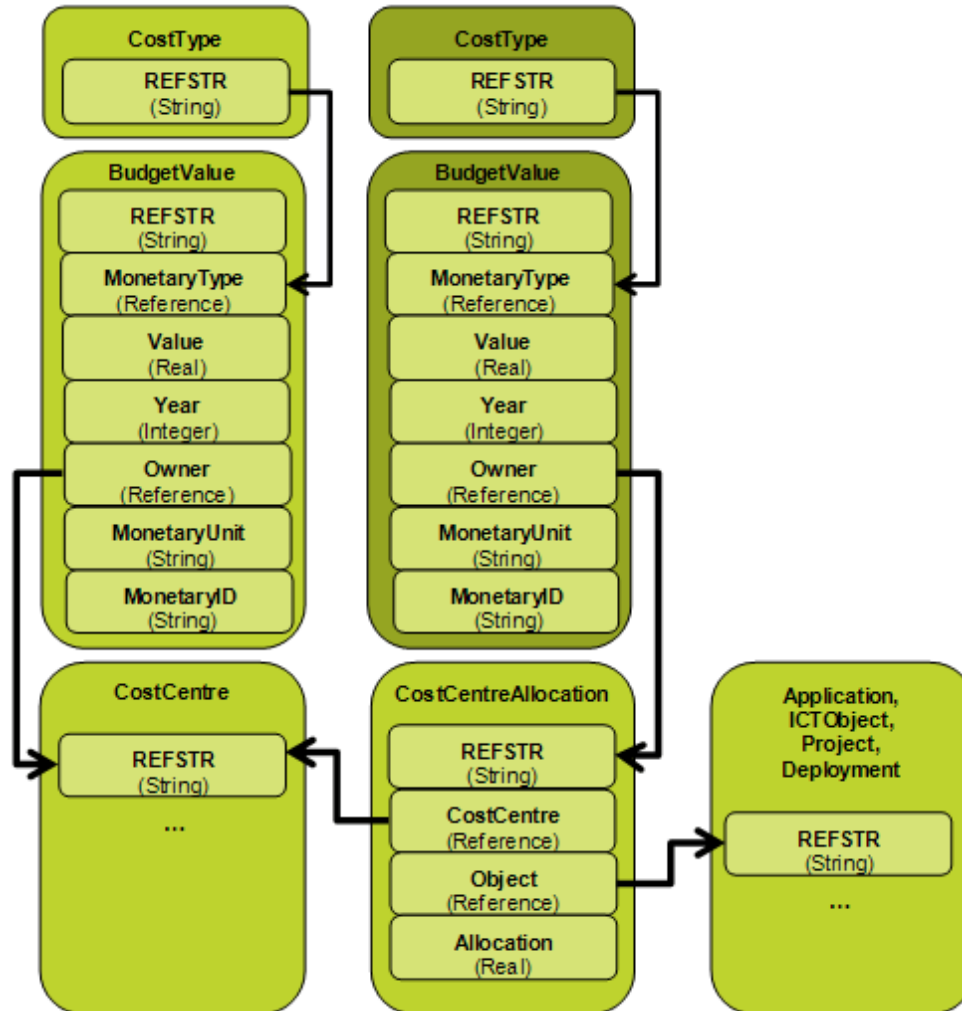 CostType
REFSTR
(String)
BudgetValue
REFSTR
(String)
MonetaryType
(Reference)
Value
(Real)
Year
(Integer)
Owner
(Reference)
MonetaryUnit
(String)
MonetaryID
(String)
CostCentre
REFSTR
(String)
...
CostType
REFSTR
(String)
BudgetValue
REFSTR
(String)
MonetaryType
(Reference)
Value
(Real)
Year
(Integer)
Owner
(Reference)
MonetaryUnit
(String)
MonetaryID
(String)
CostCentreAllocation
REFSTR
(String)
CostCentre
(Reference)
Object
(Reference)
Allocation
(Real)
Application,
ICTObject,
Project,
Deployment
REFSTR
(String)
...